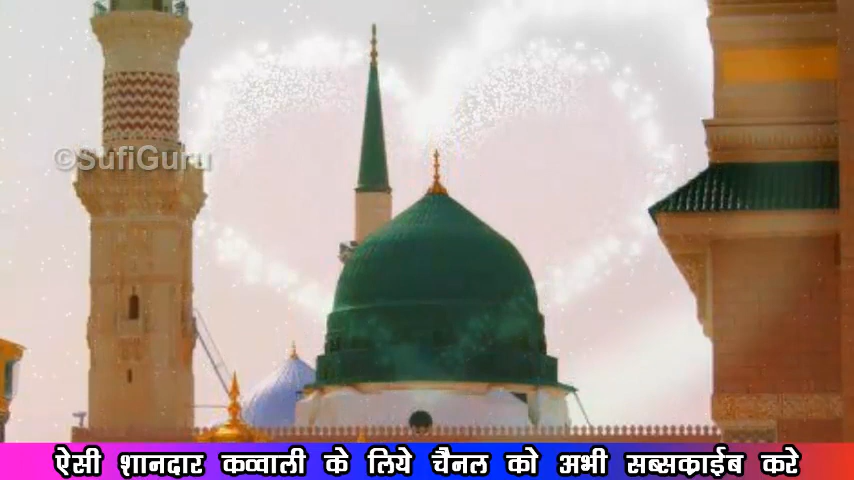 ©SufiGuru
ऐसी शानदार कव्वाली के लिये चैनल को अभी सब्सक्राईब करे